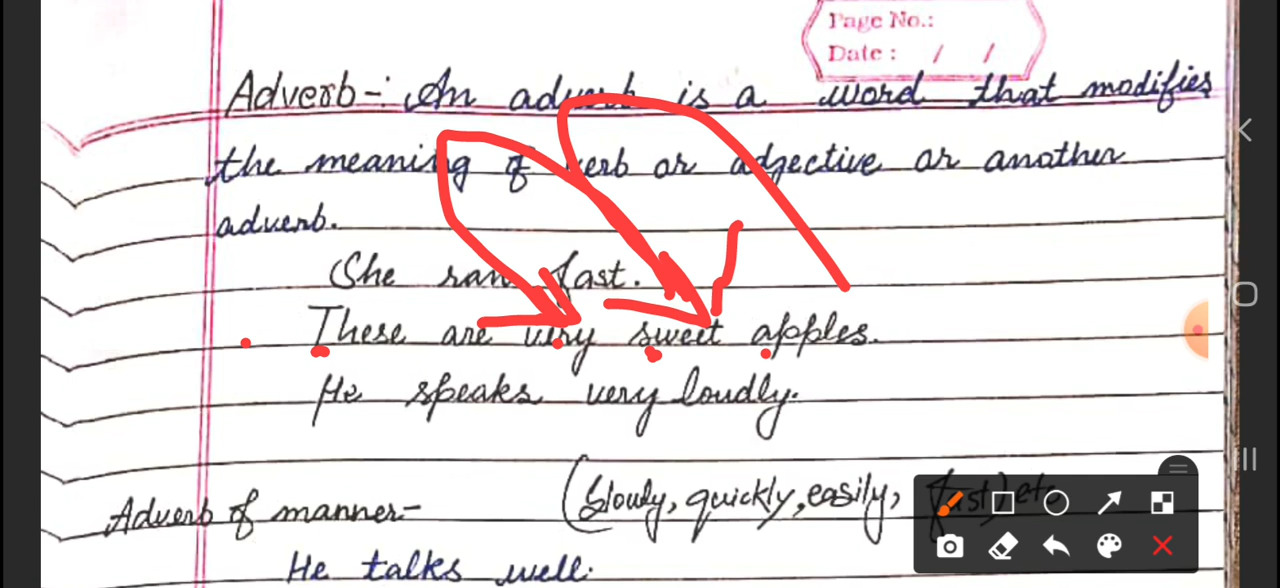 Page No.:
Date : / /
Adverb-: An adverb is a word that modifies
the meaning of verb or adjective or another
adverb.
She ran fast.
These are very sweet apples.
He speaks very loudly.
Adverb of manner- (Slowly, quickly, easily, fast) etc
He talks well.